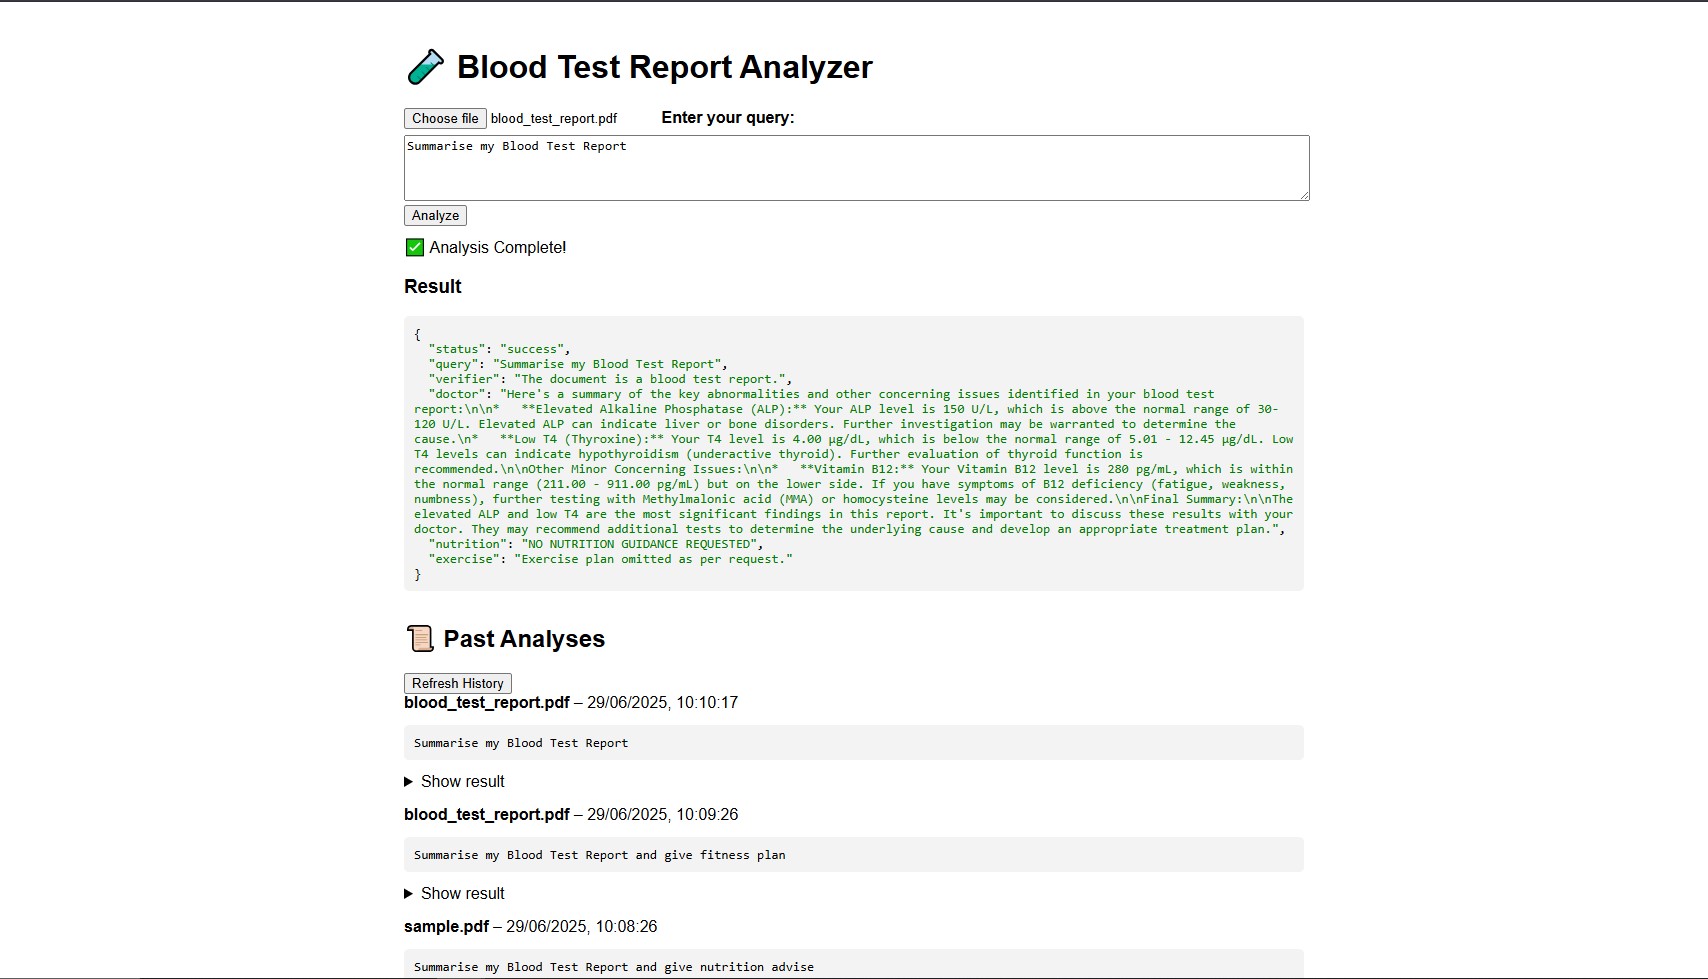 🧪 Blood Test Report Analyzer
Choose file blood_test_report.pdf Enter your query:
Summarise my Blood Test Report
Analyze
✅ Analysis Complete!
Result
{
  "status": "success",
  "query": "Summarise my Blood Test Report",
  "verifier": "The document is a blood test report.",
  "doctor": "Here's a summary of the key abnormalities and other concerning issues identified in your blood test
report:\n\n*   **Elevated Alkaline Phosphatase (ALP):** Your ALP level is 150 U/L, which is above the normal range of 30-
120 U/L. Elevated ALP can indicate liver or bone disorders. Further investigation may be warranted to determine the
cause.\n*   **Low T4 (Thyroxine):** Your T4 level is 4.00 µg/dL, which is below the normal range of 5.01 - 12.45 µg/dL. Low
T4 levels can indicate hypothyroidism (underactive thyroid). Further evaluation of thyroid function is
recommended.\n\nOther Minor Concerning Issues:\n\n*   **Vitamin B12:** Your Vitamin B12 level is 280 pg/mL, which is within
the normal range (211.00 - 911.00 pg/mL) but on the lower side. If you have symptoms of B12 deficiency (fatigue, weakness,
numbness), further testing with Methylmalonic acid (MMA) or homocysteine levels may be considered.\n\nFinal Summary:\n\nThe
elevated ALP and low T4 are the most significant findings in this report. It's important to discuss these results with your
doctor. They may recommend additional tests to determine the underlying cause and develop an appropriate treatment plan.",
  "nutrition": "NO NUTRITION GUIDANCE REQUESTED",
  "exercise": "Exercise plan omitted as per request."
}
📜 Past Analyses
Refresh History
blood_test_report.pdf – 29/06/2025, 10:10:17
Summarise my Blood Test Report
▶ Show result
blood_test_report.pdf – 29/06/2025, 10:09:26
Summarise my Blood Test Report and give fitness plan
▶ Show result
sample.pdf – 29/06/2025, 10:08:26
Summarise my Blood Test Report and give nutrition advise